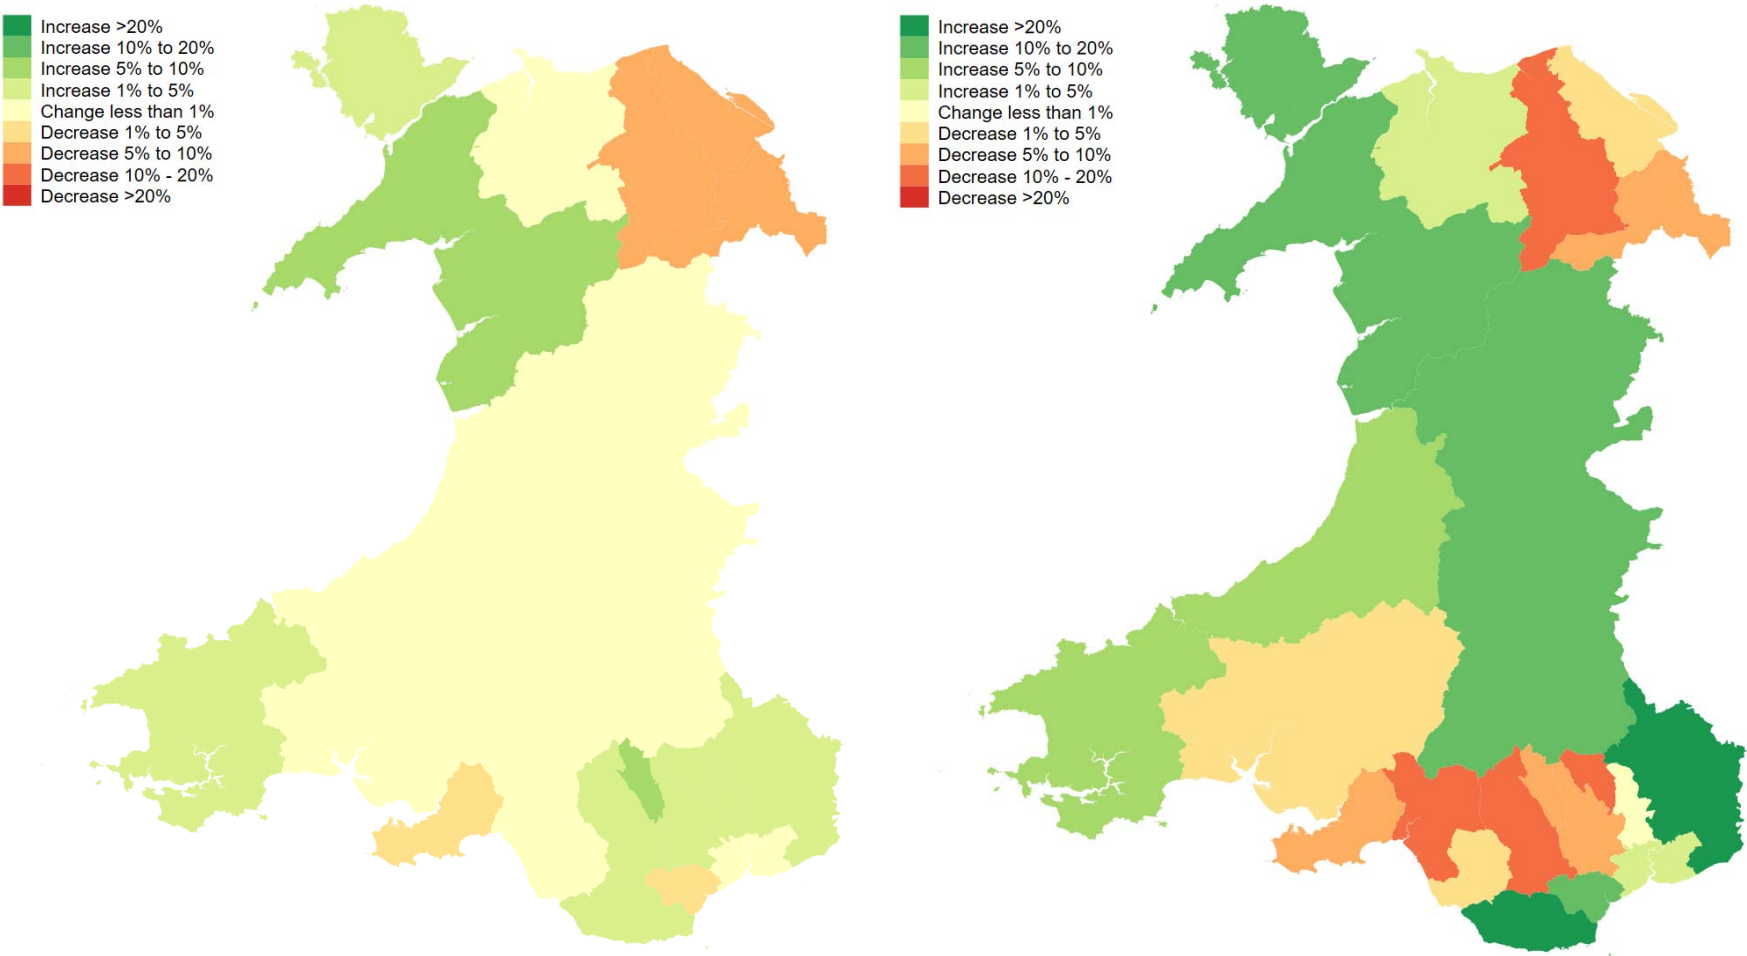 Increase >20%
Increase 10% to 20%
Increase 5% to 10%
Increase 1% to 5%
Change less than 1%
Decrease 1% to 5%
Decrease 5% to 10%
Decrease 10% - 20%
Decrease >20%
Increase >20%
Increase 10% to 20%
Increase 5% to 10%
Increase 1% to 5%
Change less than 1%
Decrease 1% to 5%
Decrease 5% to 10%
Decrease 10% - 20%
Decrease >20%